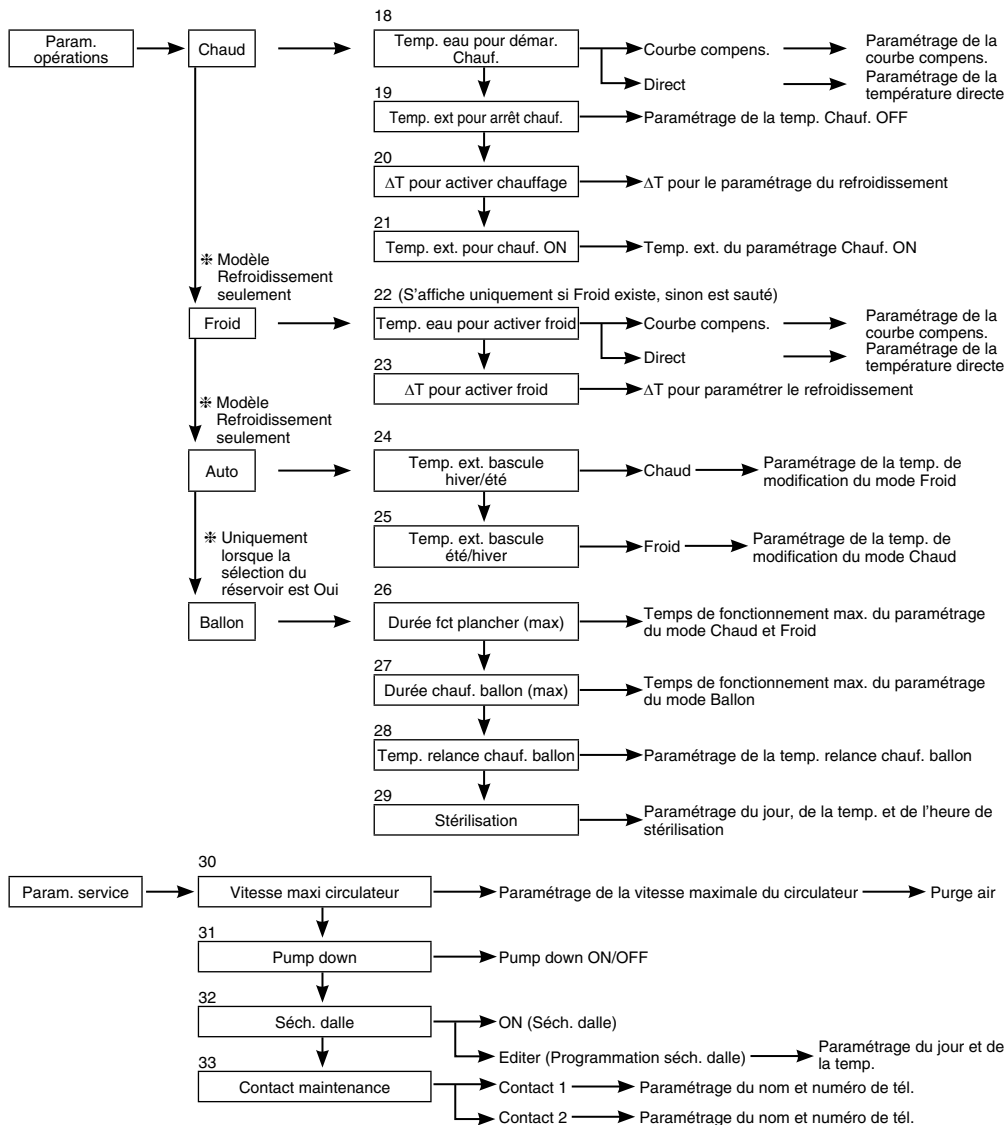 18
Param.
opérations
Chaud
Temp. eau pour démar.
Chauf.
Courbe compens.
Paramétrage de la
courbe compens.
Direct
Paramétrage de la
température directe
19
Temp. ext pour arrêt chauf.
Paramétrage de la temp. Chauf. OFF
20
ΔT pour activer chauffage
ΔT pour le paramétrage du refroidissement
21
Temp. ext. pour chauf. ON
Temp. ext. du paramétrage Chauf. ON
❉ Modèle
Refroidissement
seulement
22 (S'affiche uniquement si Froid existe, sinon est sauté)
Froid
Temp. eau pour activer froid
Courbe compens.
Paramétrage de la
courbe compens.
Direct
Paramétrage de la
température directe
23
ΔT pour activer froid
ΔT pour paramétrer le refroidissement
❉ Modèle
Refroidissement
seulement
24
Auto
Temp. ext. bascule
hiver/été
Chaud
Paramétrage de la temp. de
modification du mode Froid
25
Temp. ext. bascule
été/hiver
Froid
Paramétrage de la temp. de
modification du mode Chaud
❉ Uniquement
lorsque la
sélection du
réservoir est Oui
26
Ballon
Durée fct plancher (max)
Temps de fonctionnement max. du paramétrage
du mode Chaud et Froid
27
Durée chauf. ballon (max)
Temps de fonctionnement max. du paramétrage
du mode Ballon
28
Temp. relance chauf. ballon
Paramétrage de la temp. relance chauf. ballon
29
Stérilisation
Paramétrage du jour, de la temp. et de l'heure de
stérilisation
30
Param. service
Vitesse maxi circulateur
Paramétrage de la vitesse maximale du circulateur
Purge air
31
Pump down
Pump down ON/OFF
32
Séch. dalle
ON (Séch. dalle)
Editer (Programmation séch. dalle)
Paramétrage du jour et de
la temp.
33
Contact maintenance
Contact 1
Paramétrage du nom et numéro de tél.
Contact 2
Paramétrage du nom et numéro de tél.